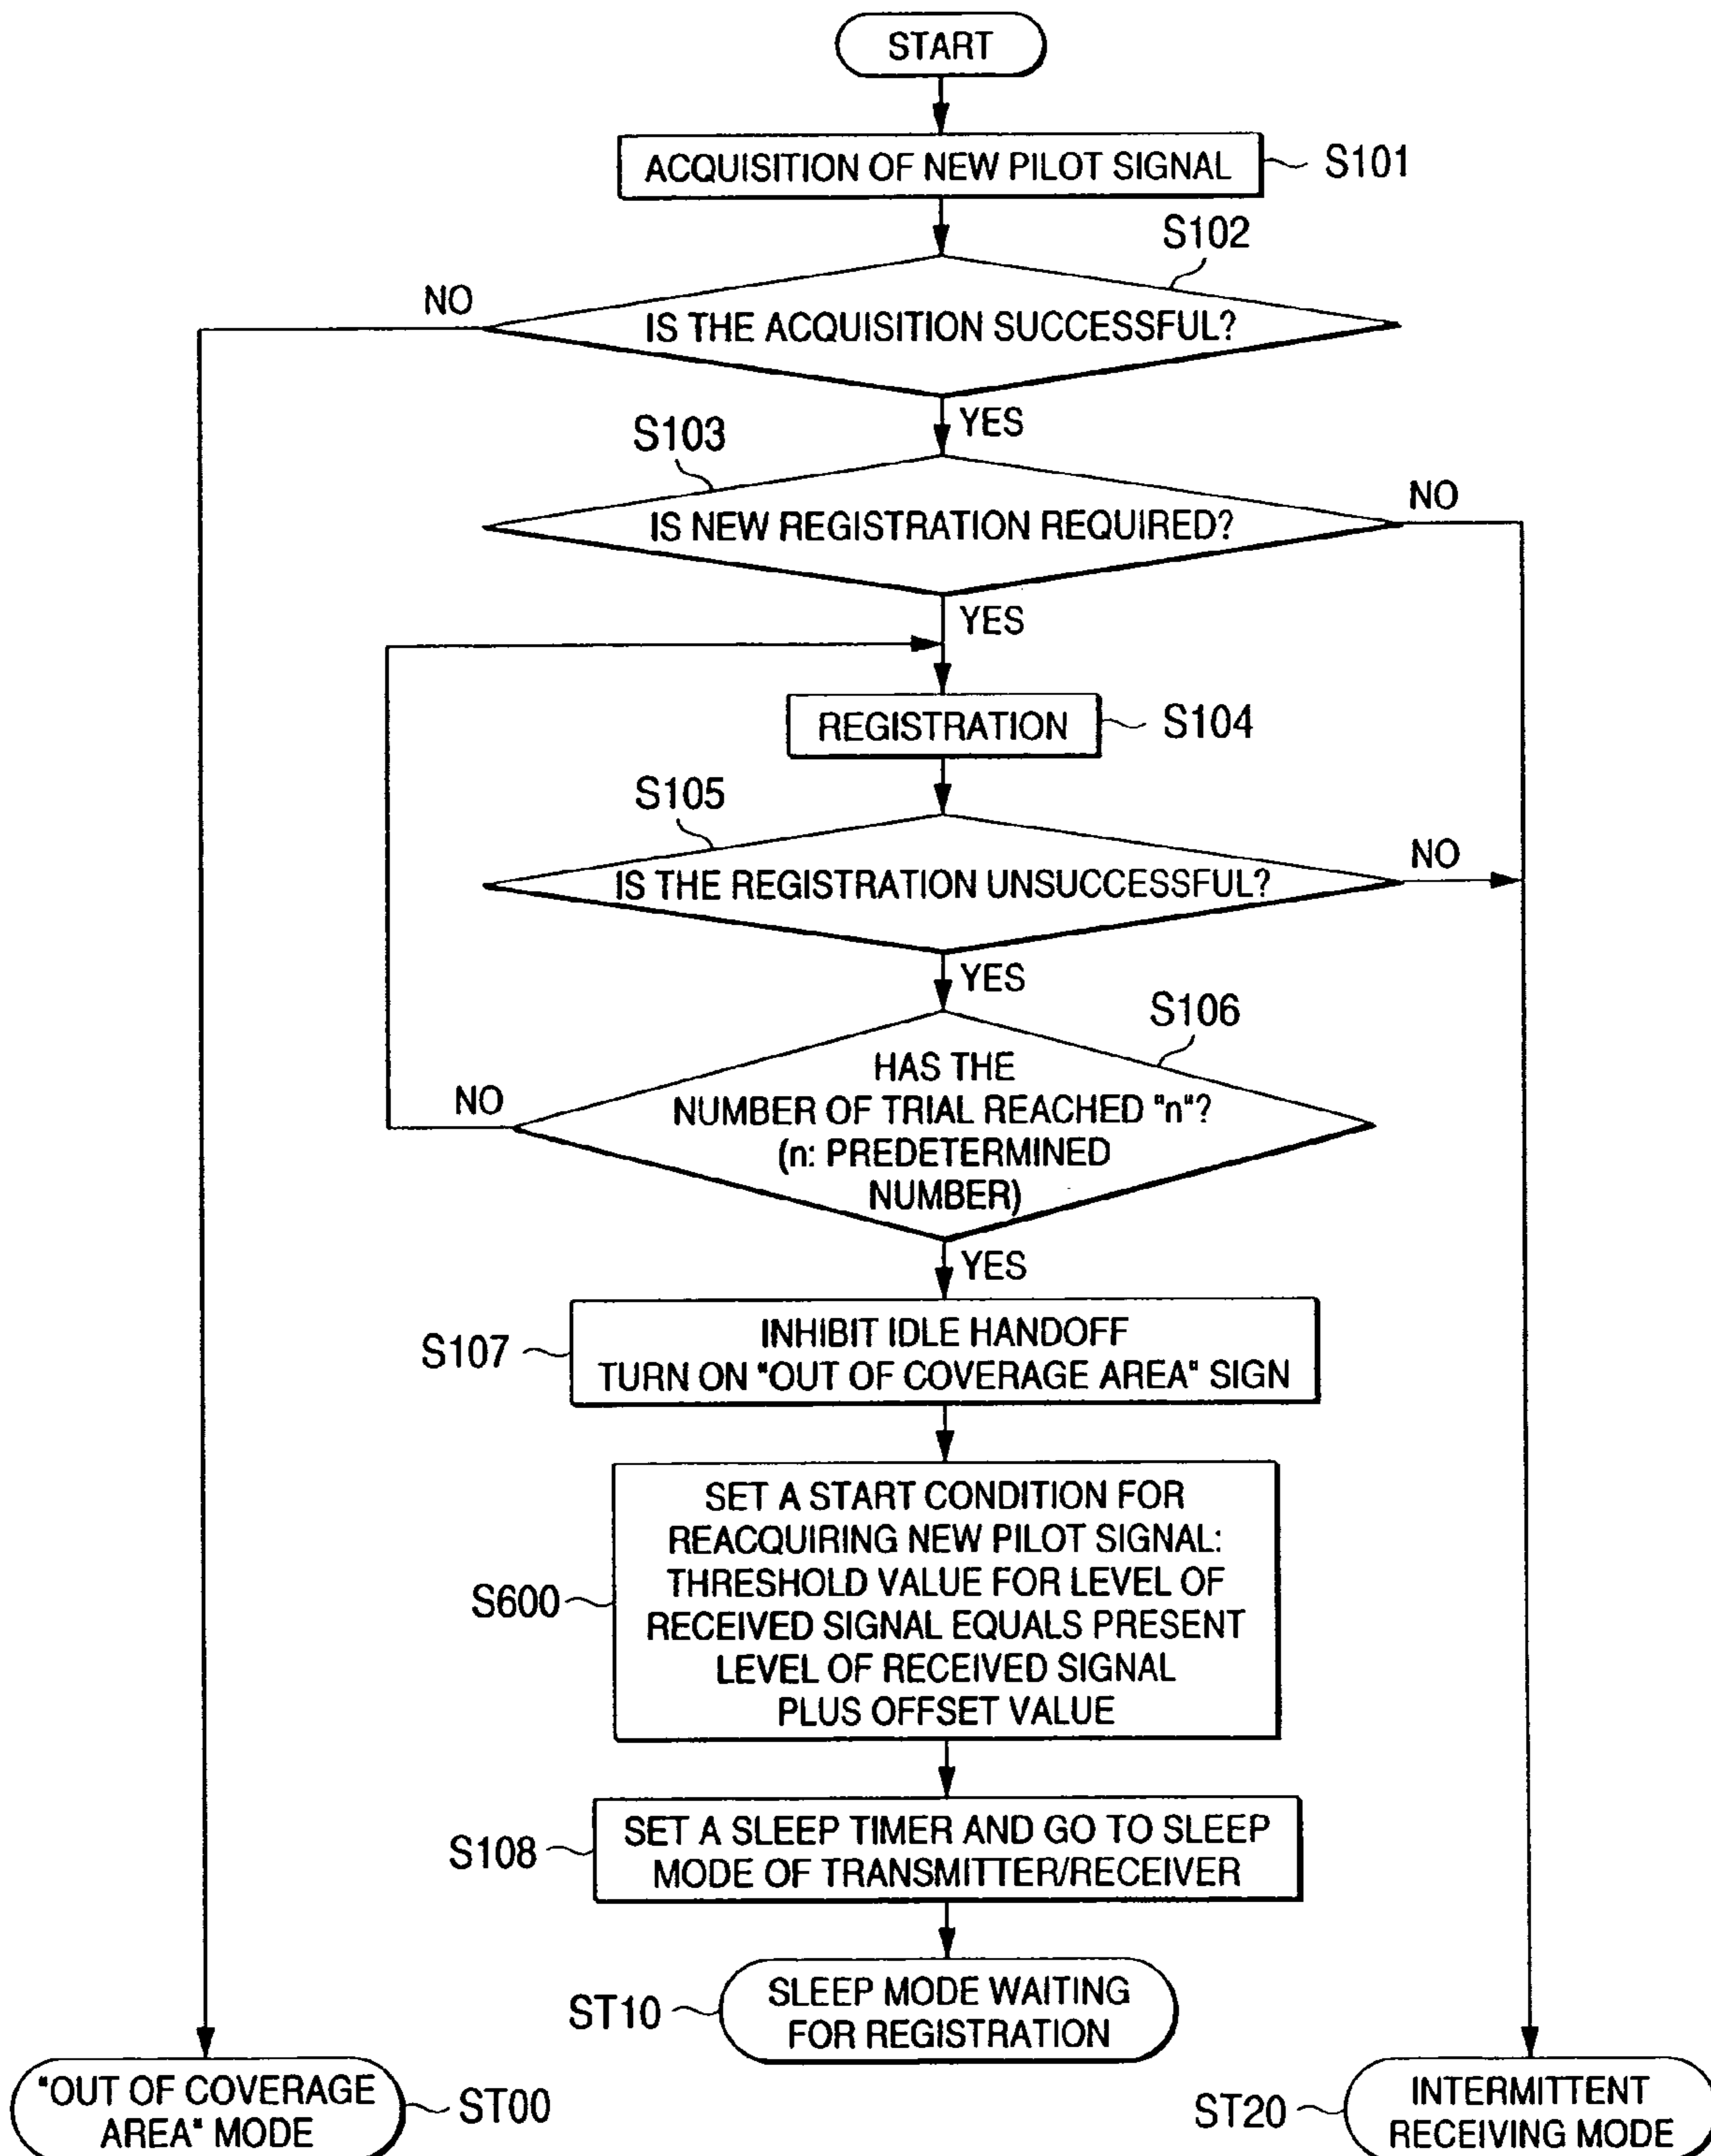 START
ACQUISITION OF NEW PILOT SIGNAL
S101
S102
NO
IS THE ACQUISITION SUCCESSFUL?
YES
S103
NO
IS NEW REGISTRATION REQUIRED?
YES
REGISTRATION
S104
S105
NO
IS THE REGISTRATION UNSUCCESSFUL?
YES
S106
NO
HAS THE
NUMBER OF TRIAL REACHED "n"?
(n: PREDETERMINED
NUMBER)
YES
S107
INHIBIT IDLE HANDOFF
TURN ON "OUT OF COVERAGE AREA" SIGN
S600
SET A START CONDITION FOR
REACQUIRING NEW PILOT SIGNAL:
THRESHOLD VALUE FOR LEVEL OF
RECEIVED SIGNAL EQUALS PRESENT
LEVEL OF RECEIVED SIGNAL
PLUS OFFSET VALUE
S108
SET A SLEEP TIMER AND GO TO SLEEP
MODE OF TRANSMITTER/RECEIVER
ST10
SLEEP MODE WAITING
FOR REGISTRATION
"OUT OF COVERAGE
AREA" MODE
ST00
ST20
INTERMITTENT
RECEIVING MODE